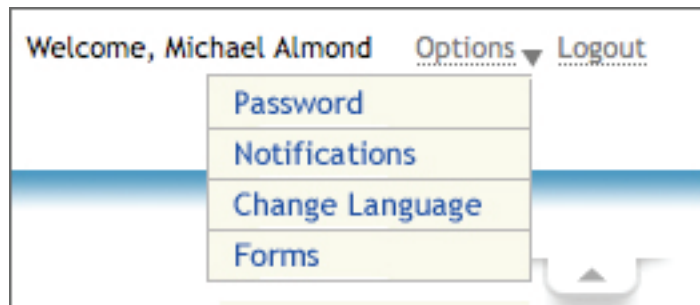 Welcome, Michael Almond Options Logout
Password
Notifications
Change Language
Forms